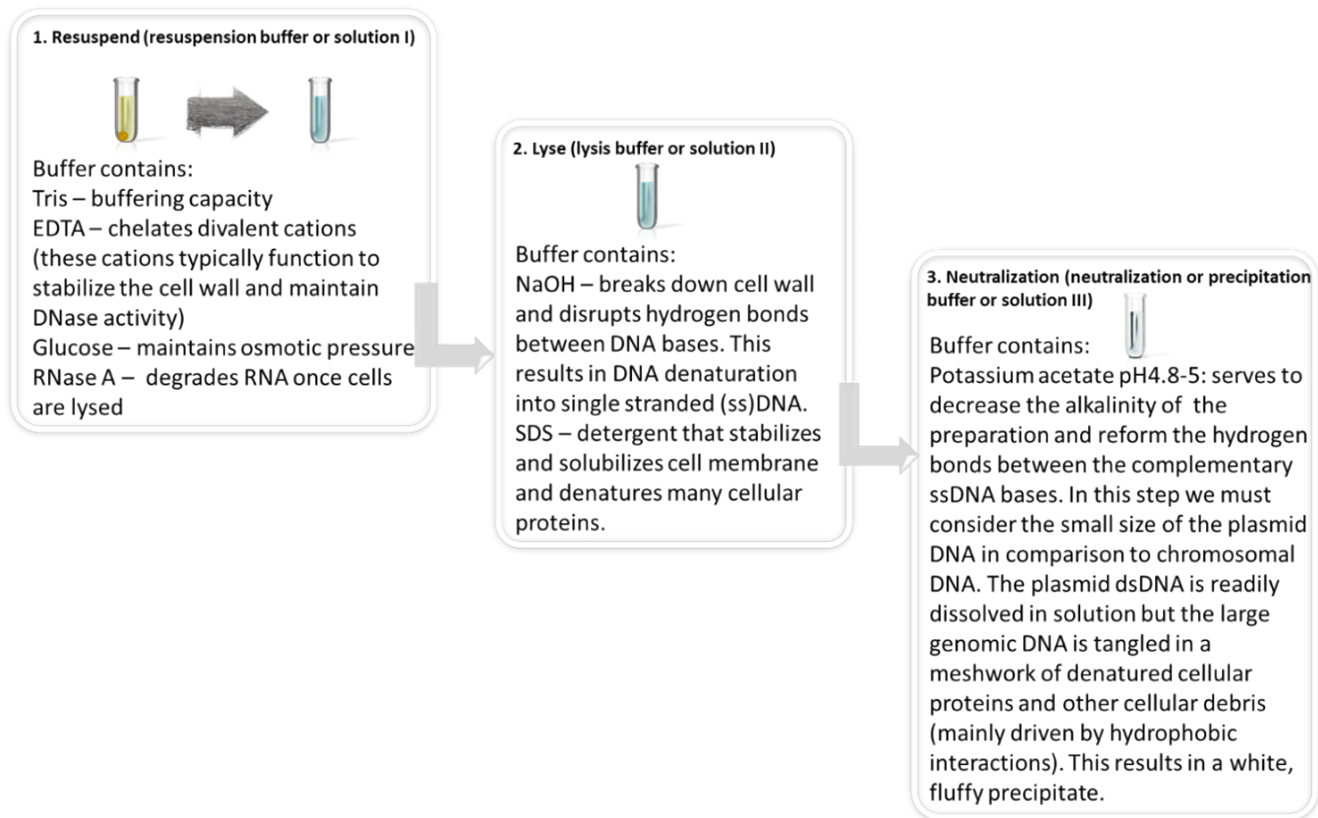 1. Resuspend (resuspension buffer or solution I)
Buffer contains:
Tris – buffering capacity
EDTA – chelates divalent cations
(these cations typically function to
stabilize the cell wall and maintain
DNase activity)
Glucose – maintains osmotic pressure
RNase A – degrades RNA once cells
are lysed
2. Lyse (lysis buffer or solution II)
Buffer contains:
NaOH – breaks down cell wall
and disrupts hydrogen bonds
between DNA bases. This
results in DNA denaturation
into single stranded (ss)DNA.
SDS – detergent that stabilizes
and solubilizes cell membrane
and denatures many cellular
proteins.
3. Neutralization (neutralization or precipitation
buffer or solution III)
Buffer contains:
Potassium acetate pH4.8-5: serves to
decrease the alkalinity of the
preparation and reform the hydrogen
bonds between the complementary
ssDNA bases. In this step we must
consider the small size of the plasmid
DNA in comparison to chromosomal
DNA. The plasmid dsDNA is readily
dissolved in solution but the large
genomic DNA is tangled in a
meshwork of denatured cellular
proteins and other cellular debris
(mainly driven by hydrophobic
interactions). This results in a white,
fluffy precipitate.